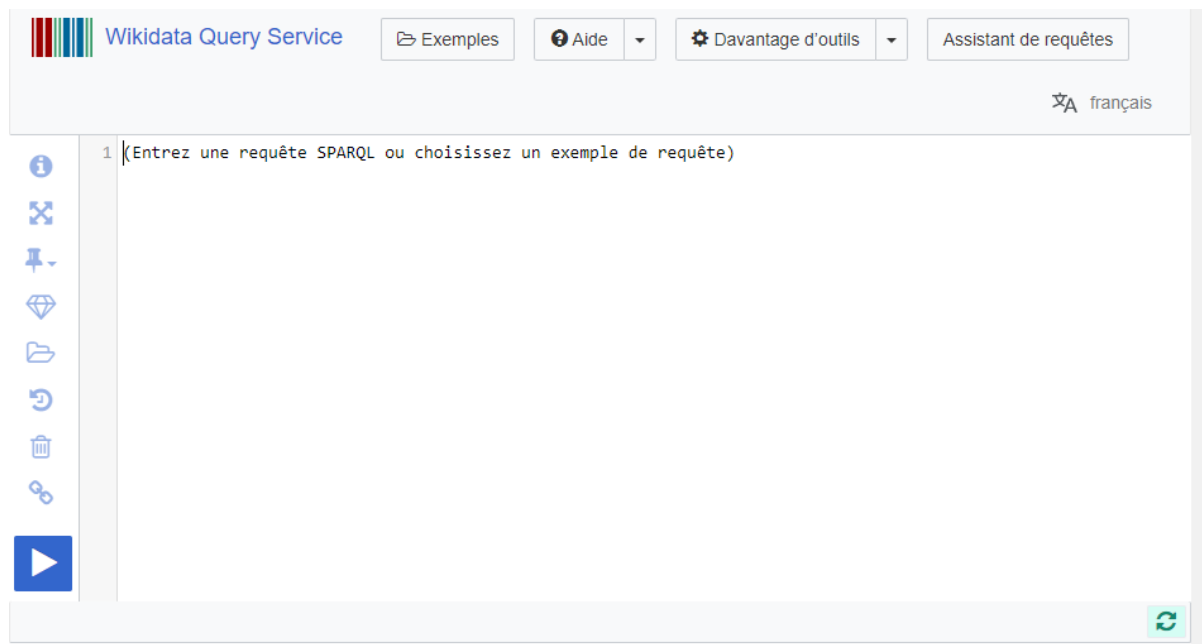 Wikidata Query Service Exemples Aide Davantage d'outils Assistant de requêtes
français
1 (Entrez une requête SPARQL ou choisissez un exemple de requête)